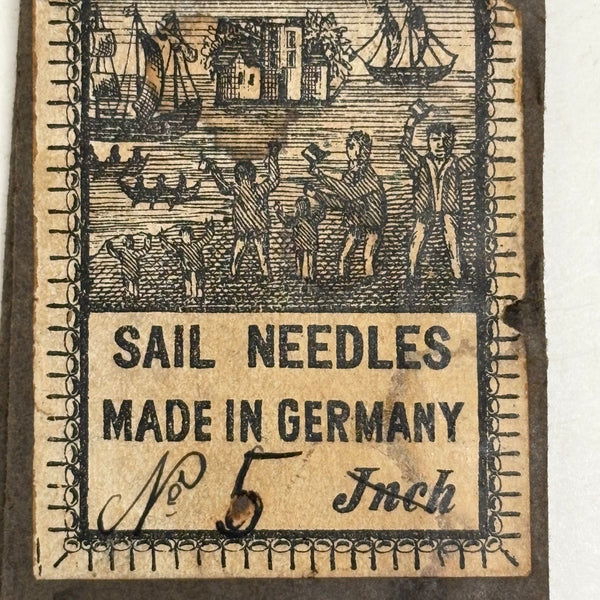 SAIL NEEDLES
MADE IN GERMANY
No 5 Inch